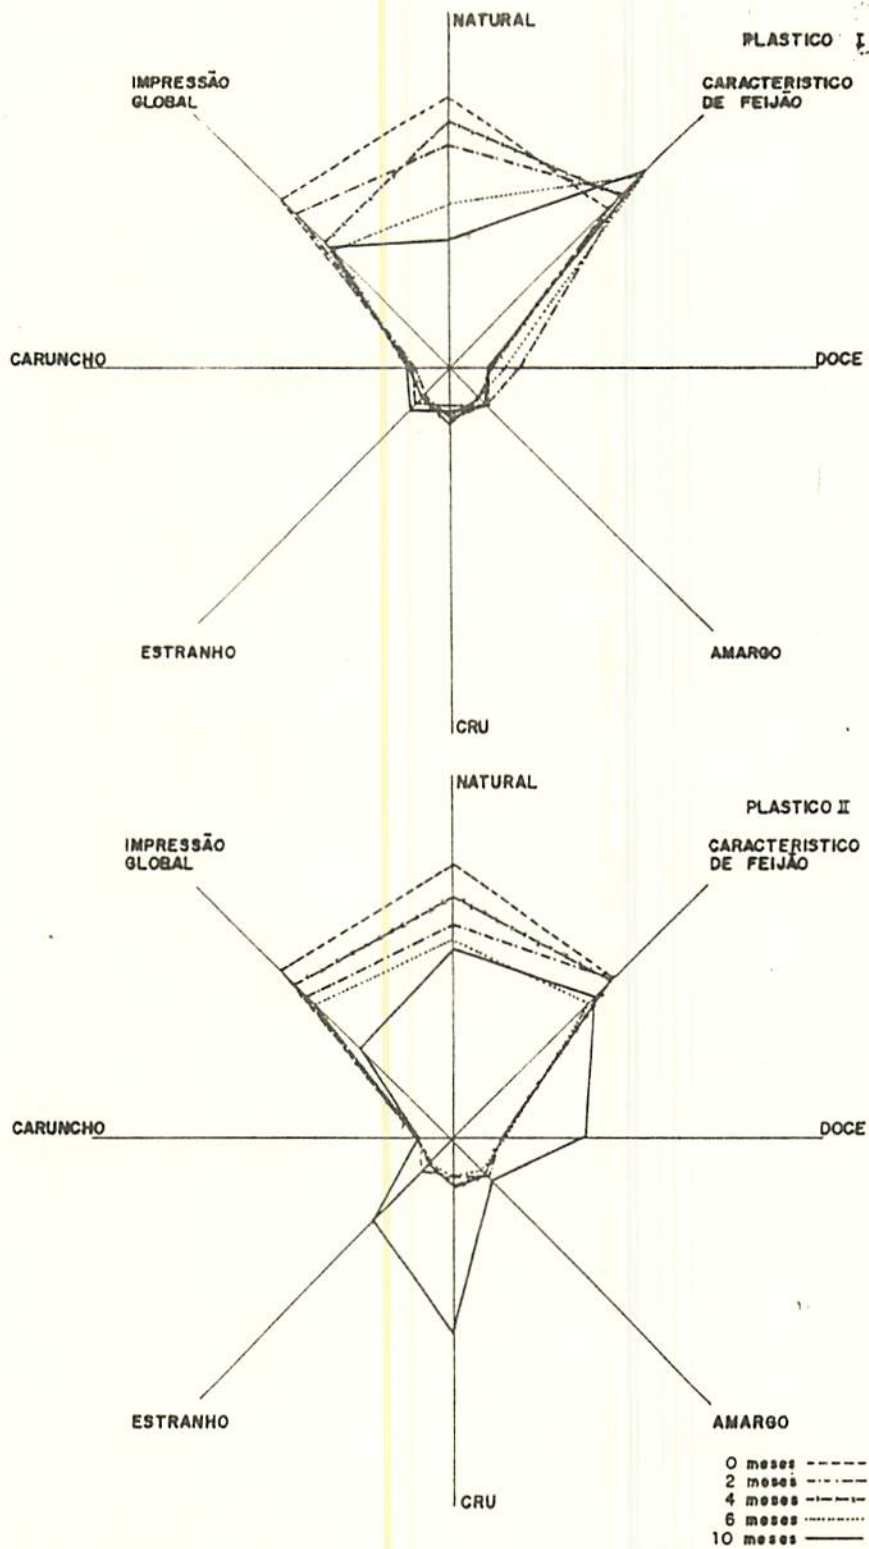 NATURAL
PLASTICO I
IMPRESSÃO
GLOBAL
CARACTERISTICO
DE FEIJÃO
CARUNCHO
DOCE
ESTRANHO
AMARGO
CRU
NATURAL
PLASTICO II
IMPRESSÃO
GLOBAL
CARACTERISTICO
DE FEIJÃO
CARUNCHO
DOCE
ESTRANHO
AMARGO
CRU
0 meses
2 meses
4 meses
6 meses
10 meses